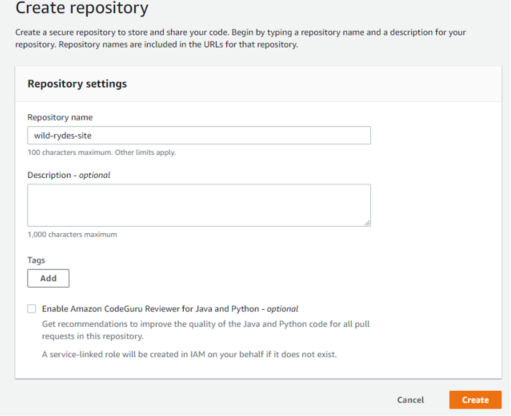 Create repository
Create a secure repository to store and share your code. Begin by typing a repository name and a description for your
repository. Repository names are included in the URLs for that repository.
Repository settings
Repository name
wild-rydes-site
100 characters maximum. Other limits apply.
Description - optional
1,000 characters maximum
Tags
Add
Enable Amazon CodeGuru Reviewer for Java and Python - optional
Get recommendations to improve the quality of the Java and Python code for all pull
requests in this repository.
A service-linked role will be created in IAM on your behalf if it does not exist.
Cancel
Create